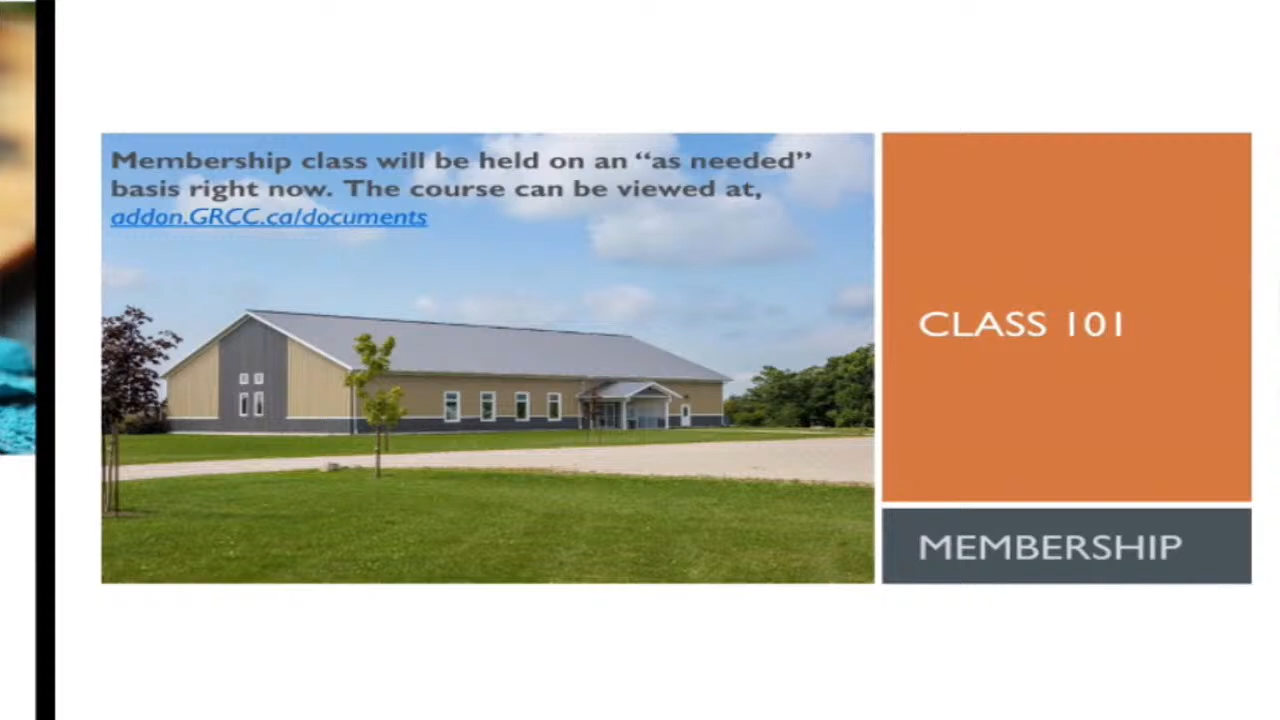 Membership class will be held on an “as needed”
basis right now. The course can be viewed at,
addon.GRCC.ca/documents
CLASS 101
MEMBERSHIP